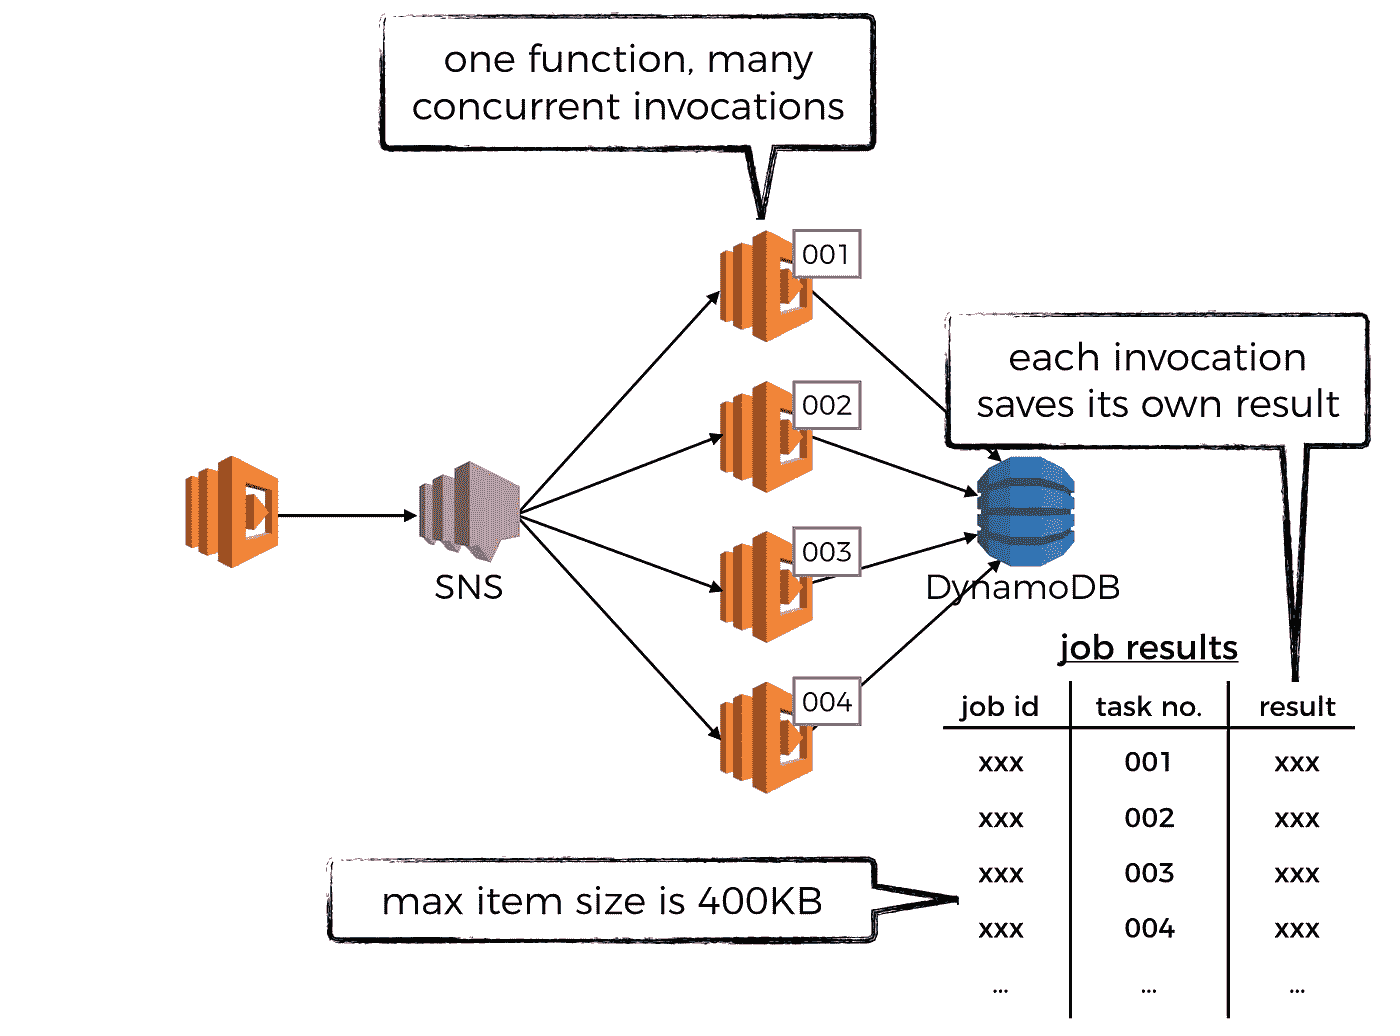 one function, many
concurrent invocations
001
002
003
004
each invocation
saves its own result
SNS
DynamoDB
job results
job id task no. result
xxx 001 xxx
xxx 002 xxx
xxx 003 xxx
xxx 004 xxx
... ... ...
max item size is 400KB